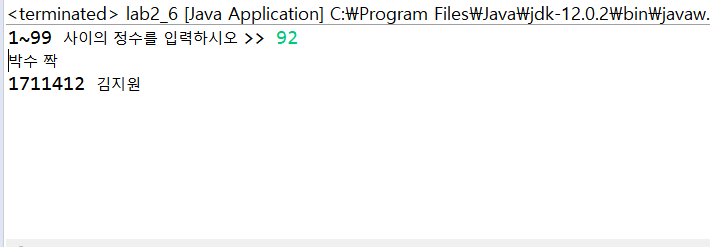 <terminated> lab2_6 [Java Application] C:₩Program Files₩Java₩jdk-12.0.2₩bin₩javaw.
1~99 사이의 정수를 입력하시오 >> 92
박수 짝
1711412 김지원